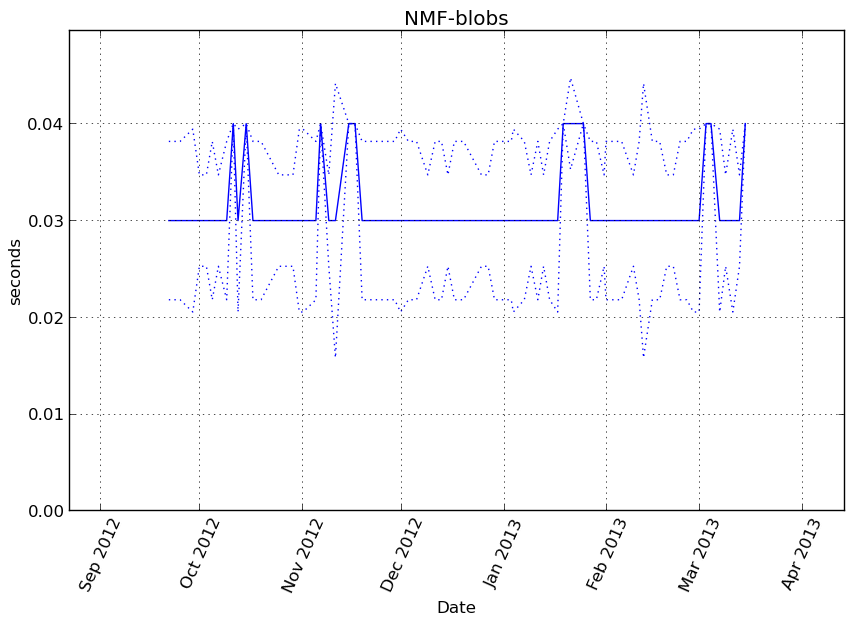 NMF-blobs
seconds
0.04
0.03
0.02
0.01
0.00
Sep 2012
Oct 2012
Nov 2012
Dec 2012
Jan 2013
Feb 2013
Mar 2013
Apr 2013
Date